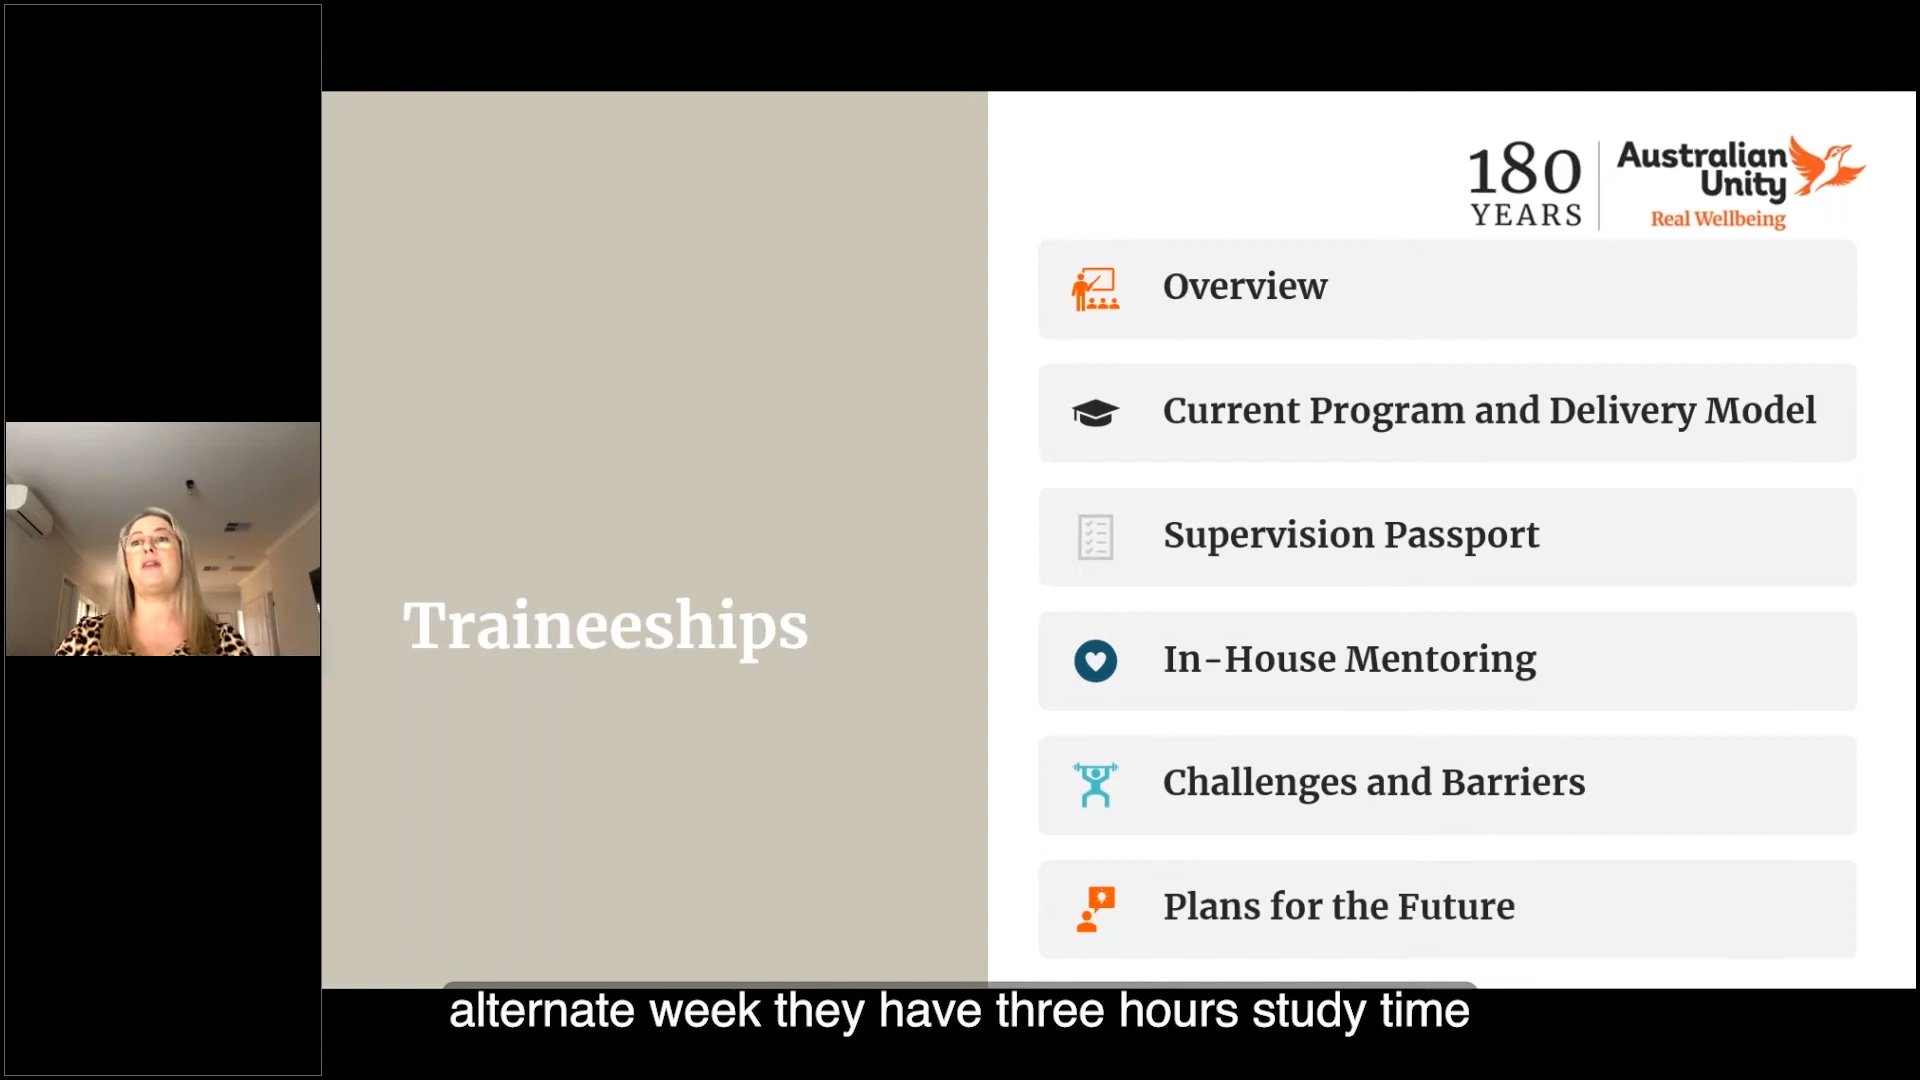 180
YEARS
Australian
Unity
Real Wellbeing
Traineeships
Overview
Current Program and Delivery Model
Supervision Passport
In-House Mentoring
Challenges and Barriers
Plans for the Future
alternate week they have three hours study time